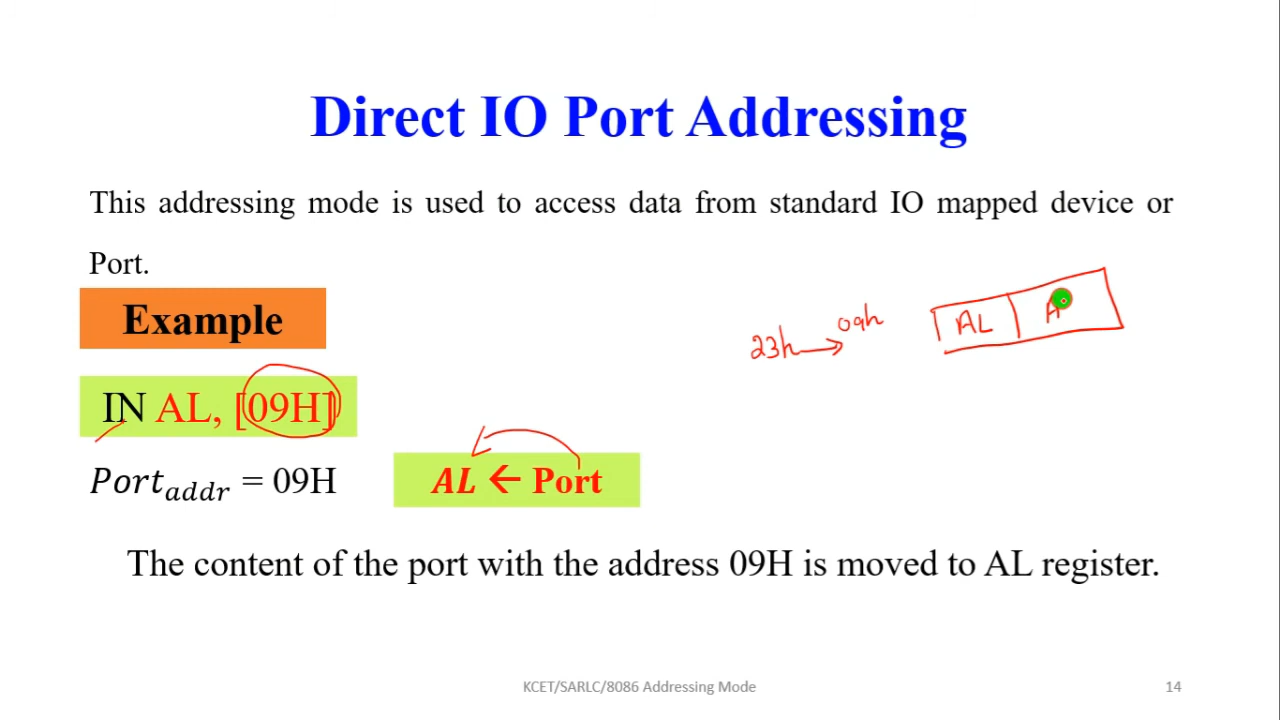 Direct IO Port Addressing
This addressing mode is used to access data from standard IO mapped device or
Port.
Example
23h → 09h
AL
IN AL, [09H]
Port_addr = 09H
AL ← Port
The content of the port with the address 09H is moved to AL register.
KCET/SARLC/8086 Addressing Mode
14